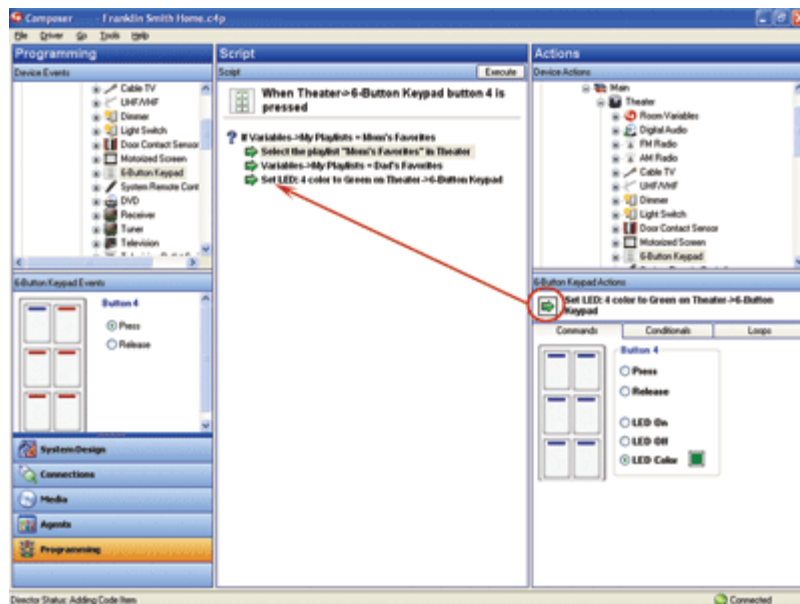 Composer - Franklin Smith Home.c4p
File Driver Go Tools Help
Programming
Device Events
Cable TV
UHF/VHF
Dimmer
Light Switch
Door Contact Sensor
Motorized Screen
6-Button Keypad
System Remote Cont
DVD
Receiver
Tuner
Television
6-Button Keypad Events
Button 4
Press
Release
System Design
Connections
Media
Agents
Programming
Script
Script Execute
When Theater->6-Button Keypad button 4 is
pressed
If Variables->My Playlists = Mom's Favorites
Select the playlist "Mom's Favorites" in Theater
Variables->My Playlists = Dad's Favorites
Set LED: 4 color to Green on Theater->6-Button Keypad
Actions
Device Actions
Main
Theater
Room Variables
Digital Audio
FM Radio
AM Radio
Cable TV
UHF/VHF
Dimmer
Light Switch
Door Contact Sensor
Motorized Screen
6-Button Keypad
6-Button Keypad Actions
Set LED: 4 color to Green on Theater->6-Button
Keypad
Commands Conditionals Loops
Button 4
Press
Release
LED On
LED Off
LED Color
Director Status: Adding Code Item Connected